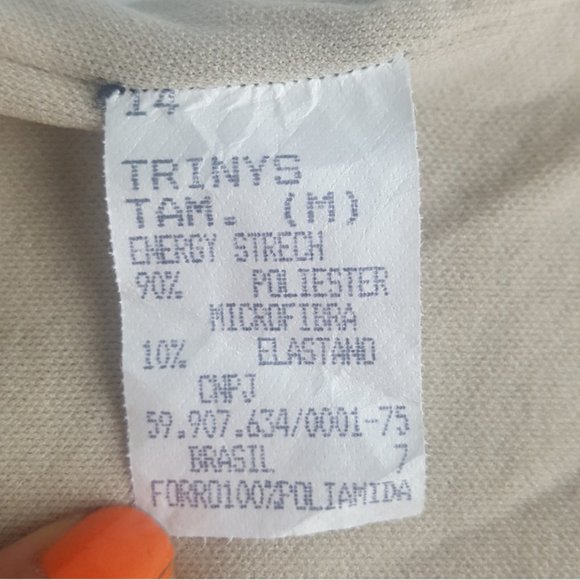 14
TRINYS
TAM. (M)
ENERGY STRECH
90% POLIESTER
MICROFIBRA
10% ELASTANO
CNPJ
59.907.634/0001-75
BRASIL 7
FORRO100%POLIAMIDA